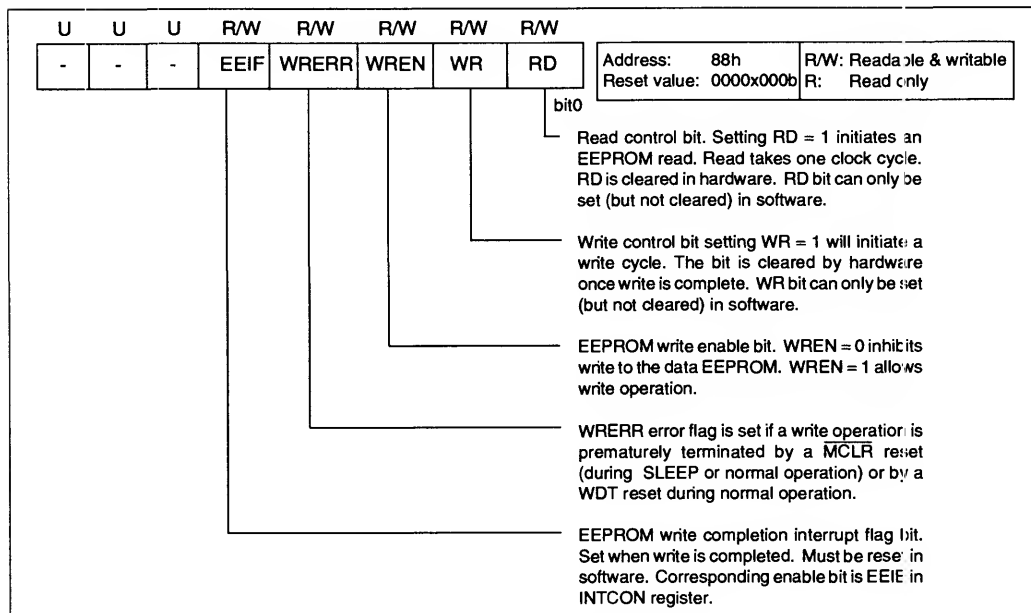 U U U R/W R/W R/W R/W R/W
- - - EEIF WRERR WREN WR RD
bit0
Address: 88h
Reset value: 0000x000b
R/W: Readable & writable
R: Read only
Read control bit. Setting RD = 1 initiates an
EEPROM read. Read takes one clock cycle.
RD is cleared in hardware. RD bit can only be
set (but not cleared) in software.
Write control bit setting WR = 1 will initiate a
write cycle. The bit is cleared by hardware
once write is complete. WR bit can only be set
(but not cleared) in software.
EEPROM write enable bit. WREN = 0 inhibits
write to the data EEPROM. WREN = 1 allows
write operation.
WRERR error flag is set if a write operation is
prematurely terminated by a MCLR reset
(during SLEEP or normal operation) or by a
WDT reset during normal operation.
EEPROM write completion interrupt flag bit.
Set when write is completed. Must be reset in
software. Corresponding enable bit is EEIE in
INTCON register.